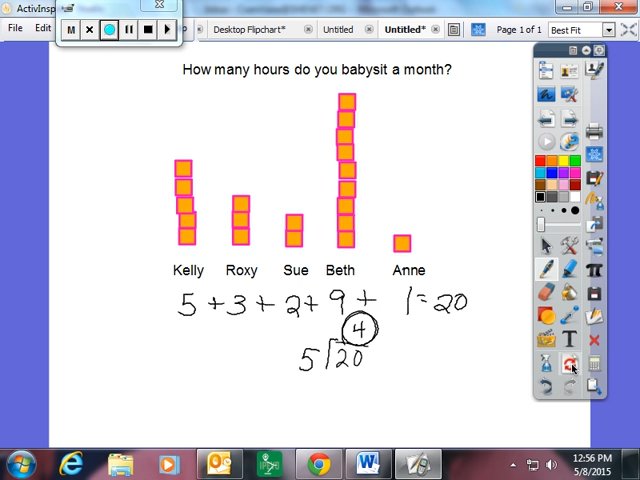 ActivInsp
File Edit
M
Desktop Flipchart* Untitled Untitled* Page 1 of 1 Best Fit
How many hours do you babysit a month?
Kelly Roxy Sue Beth Anne
5 + 3 + 2 + 9 + 1 = 20
4
5 20
T
12:56 PM
5/8/2015